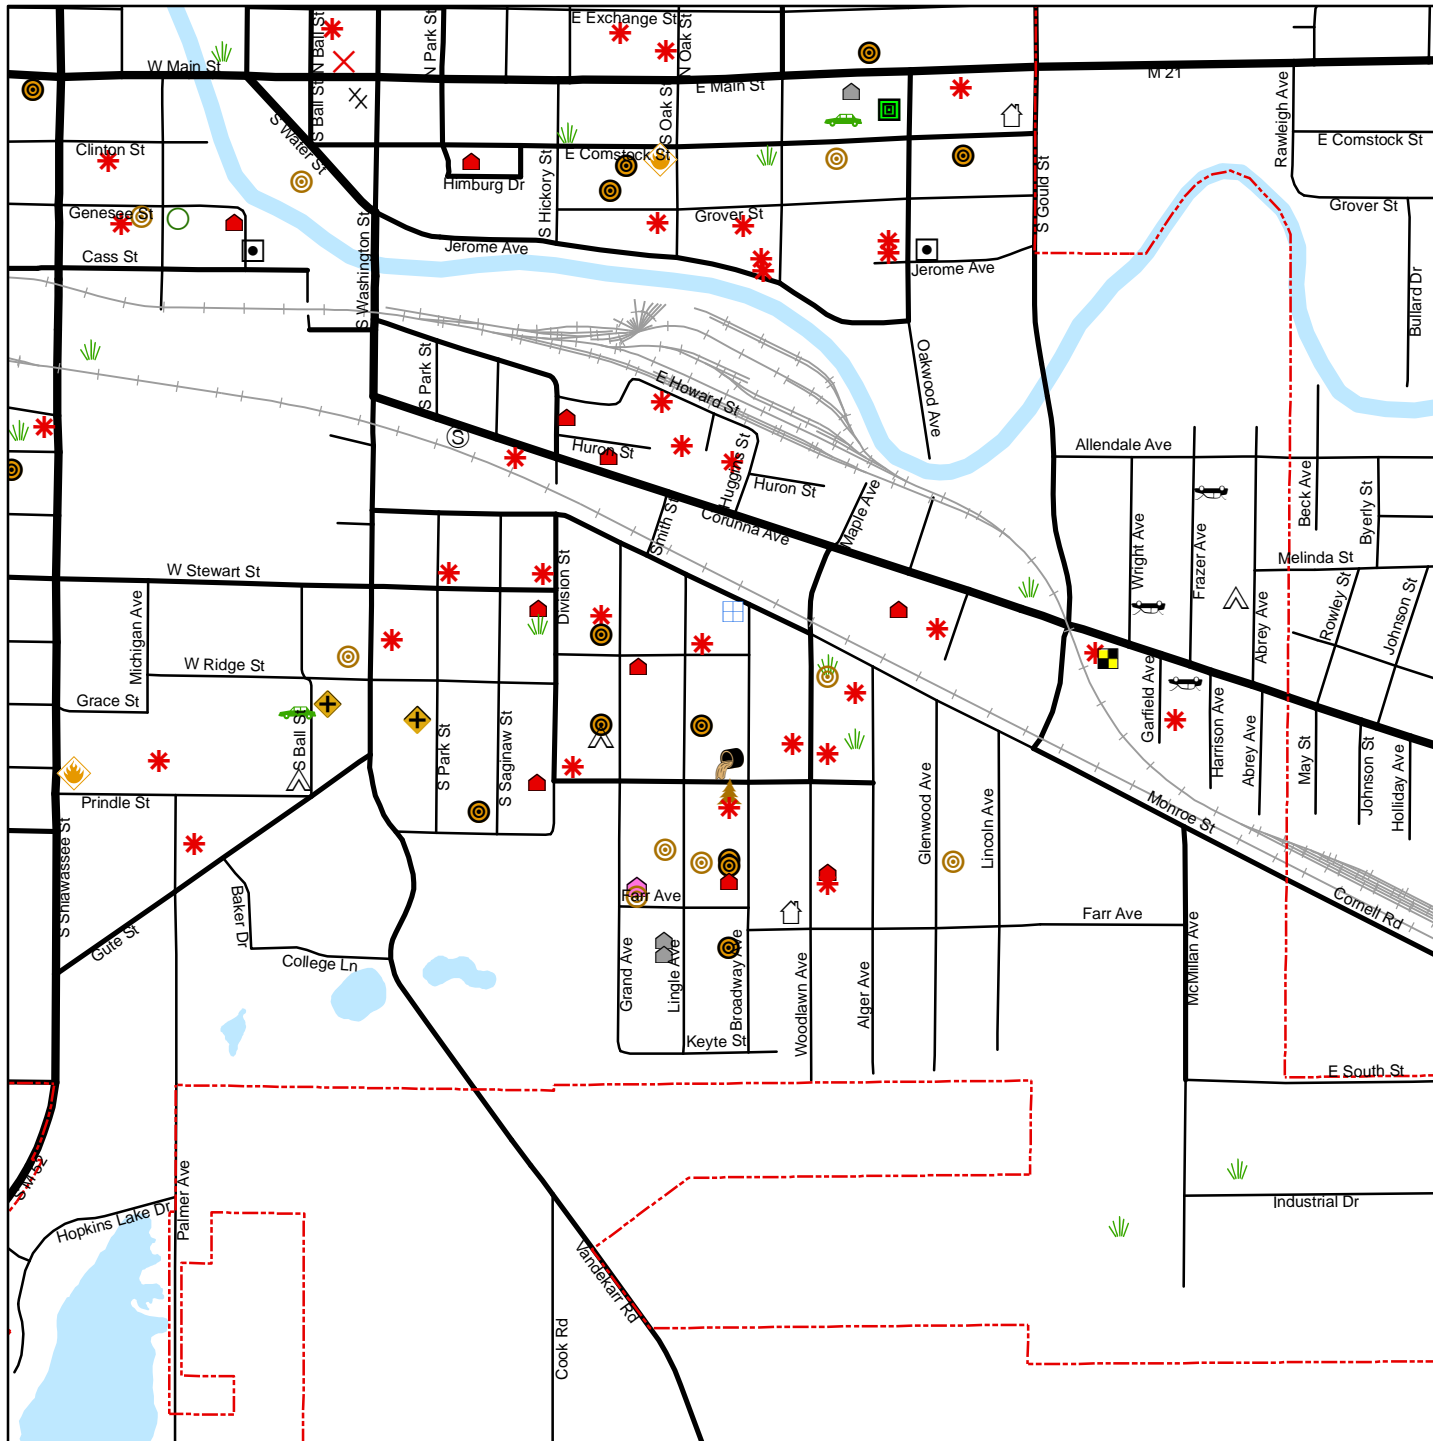 E Exchange St
N Ball St
N Park St
N Oak St
W Main St
E Main St
M 21
Rawleigh Ave
S Ball St
S Water St
S Oak St
E Comstock St
E Comstock St
Clinton St
Himburg Dr
S Hickory St
S Gould St
Genesee St
Grover St
Grover St
Cass St
S Washington St
Jerome Ave
Jerome Ave
Bullard Dr
S Park St
E Howard St
Oakwood Ave
Huron St
Huggins St
Huron St
Allendale Ave
S
Smith St
Corunna Ave
Maple Ave
Beck Ave
Byerly St
Wright Ave
Frazer Ave
Melinda St
W Stewart St
Division St
Michigan Ave
Abrey Ave
Rowley St
Johnson St
W Ridge St
Grace St
S Ball St
S Park St
S Saginaw St
Garfield Ave
Harrison Ave
Abrey Ave
May St
Johnson St
Holliday Ave
Prindle St
S Shiawassee St
Glenwood Ave
Lincoln Ave
Monroe St
Baker Dr
Farr Ave
Farr Ave
Cornell Rd
Gute St
College Ln
Grand Ave
Lingle Ave
Broadway Ave
Woodlawn Ave
Alger Ave
McMillan Ave
Keyte St
E South St
S M 52
Palmer Ave
Hopkins Lake Dr
Industrial Dr
Vandekarr Rd
Cook Rd